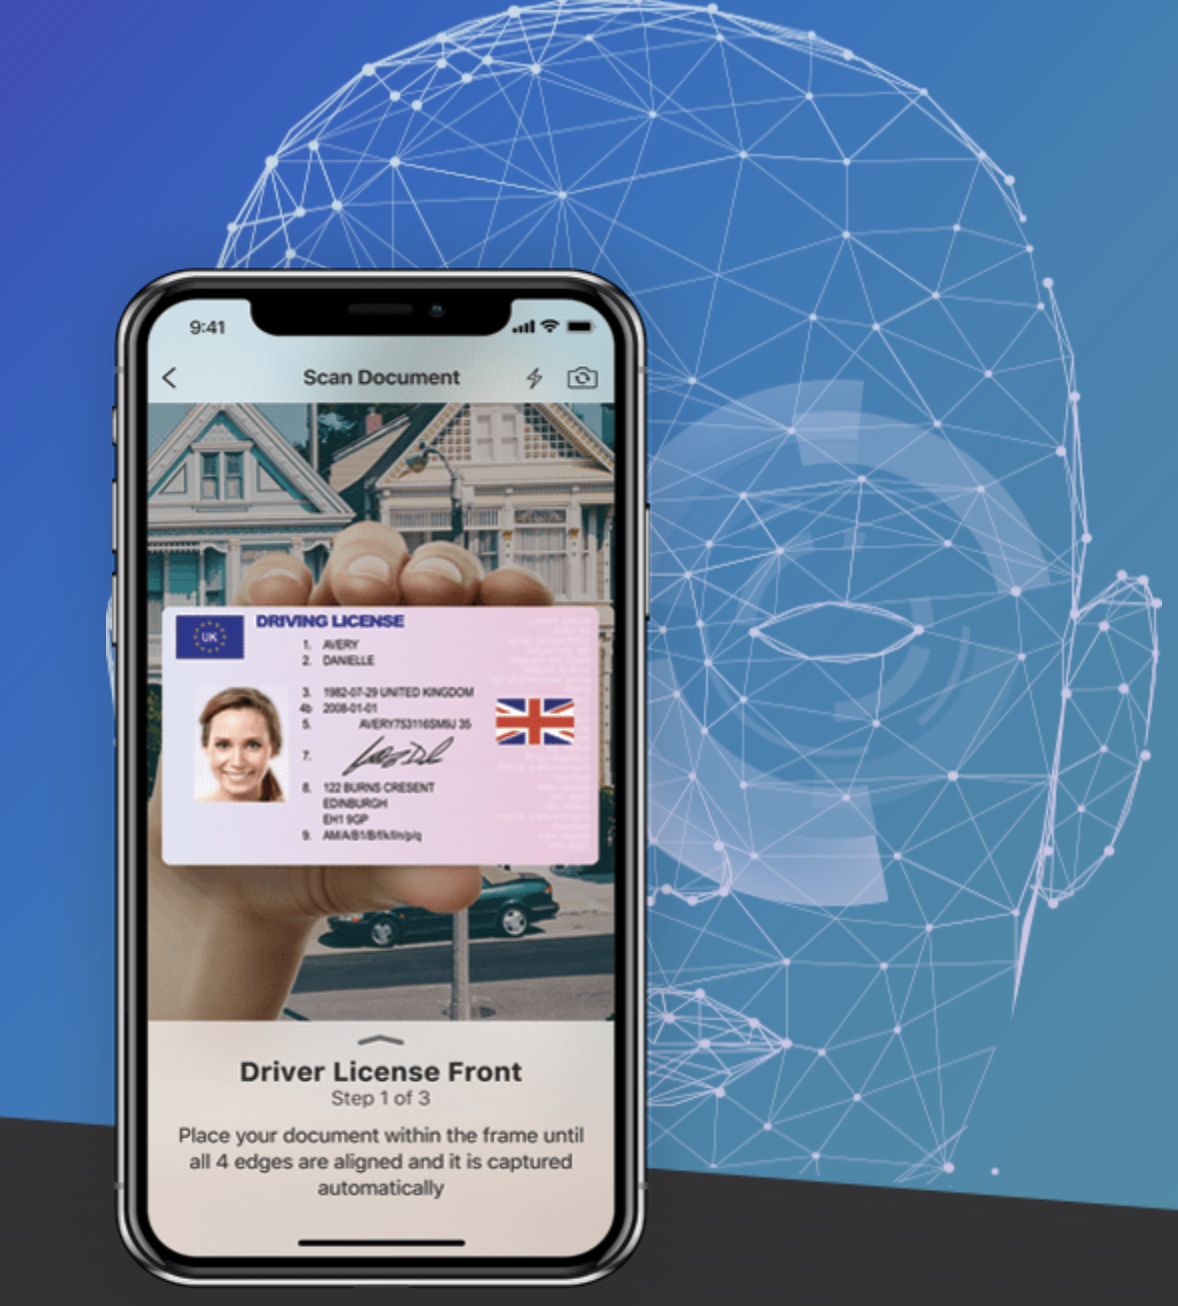 9:41
Scan Document
UK
DRIVING LICENSE
1. AVERY
2. DANIELLE
3. 1982-07-29 UNITED KINGDOM
4b 2008-01-01
5. AVERY753116SM9J 35
7.
8. 122 BURNS CRESENT
EDINBURGH
EH1 9GP
9. AM/A/B1/B/f/k/l/n/p/q
Driver License Front
Step 1 of 3
Place your document within the frame until
all 4 edges are aligned and it is captured
automatically